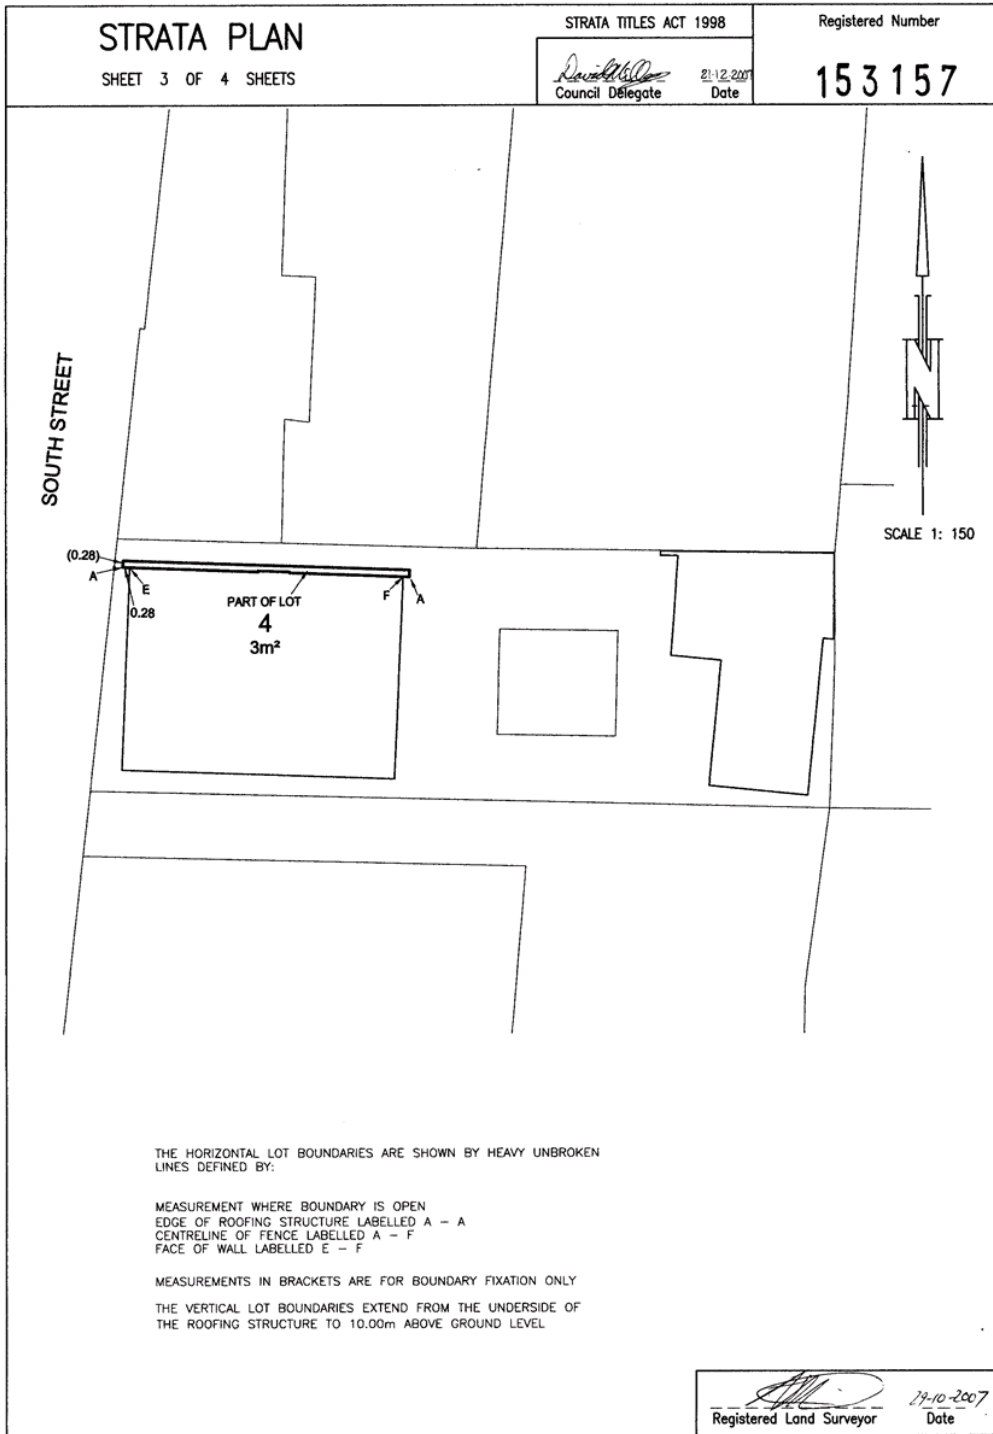 STRATA PLAN
SHEET 3 OF 4 SHEETS
STRATA TITLES ACT 1998
21-12-2007
Council Delegate Date
Registered Number
153157
SOUTH STREET
SCALE 1: 150
(0.28)
A
E
0.28
PART OF LOT
4
3m²
F
A
THE HORIZONTAL LOT BOUNDARIES ARE SHOWN BY HEAVY UNBROKEN
LINES DEFINED BY:
MEASUREMENT WHERE BOUNDARY IS OPEN
EDGE OF ROOFING STRUCTURE LABELLED A – A
CENTRELINE OF FENCE LABELLED A – F
FACE OF WALL LABELLED E – F
MEASUREMENTS IN BRACKETS ARE FOR BOUNDARY FIXATION ONLY
THE VERTICAL LOT BOUNDARIES EXTEND FROM THE UNDERSIDE OF
THE ROOFING STRUCTURE TO 10.00m ABOVE GROUND LEVEL
29-10-2007
Registered Land Surveyor Date